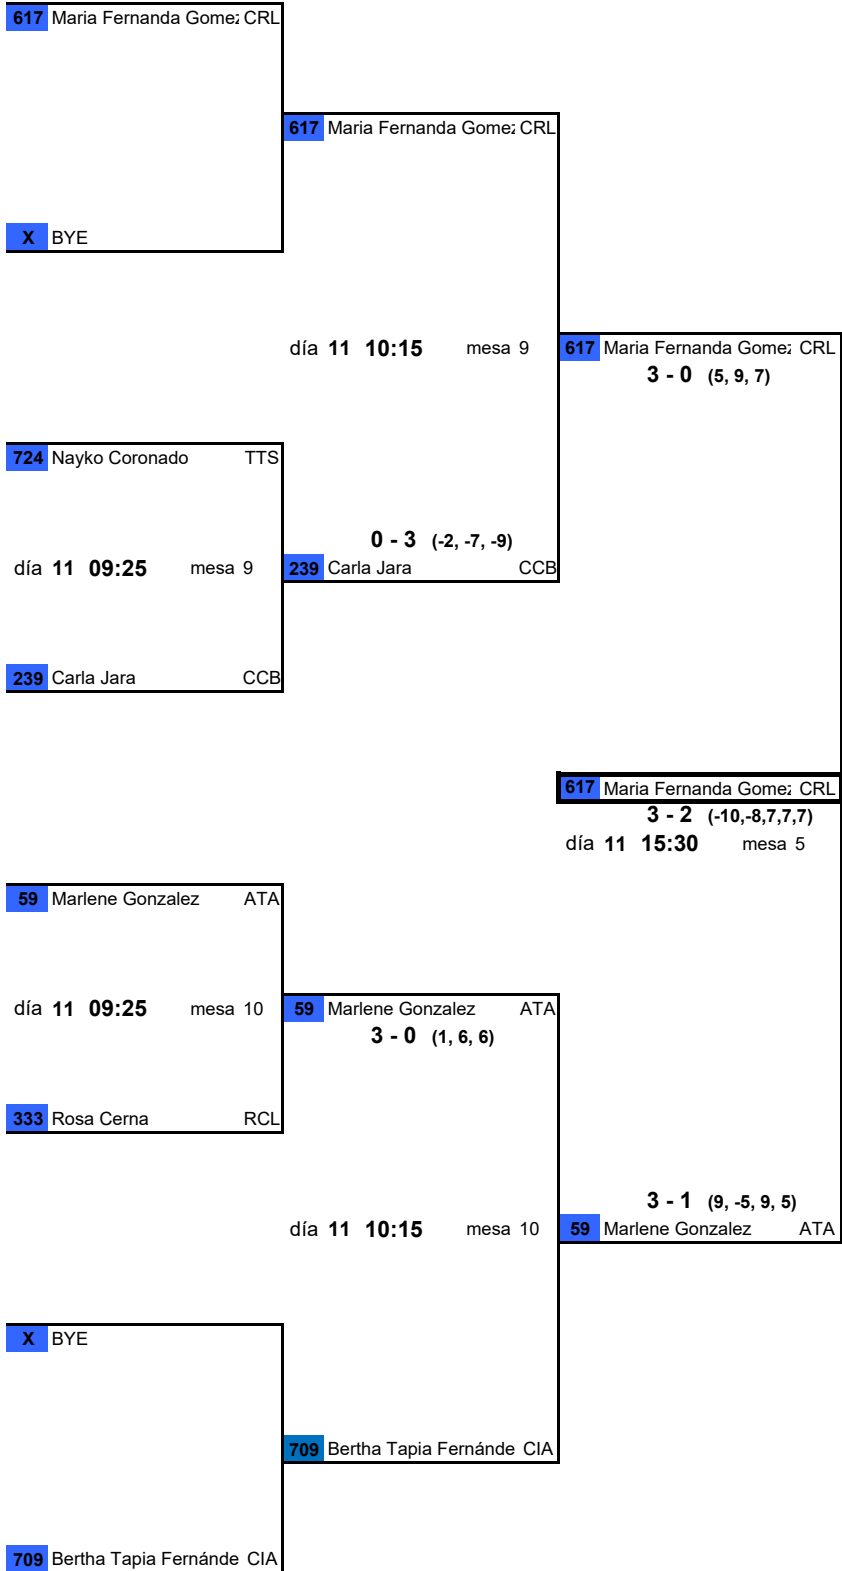 617 Maria Fernanda Gomez CRL
617 Maria Fernanda Gomez CRL
X BYE
día 11 10:15 mesa 9
617 Maria Fernanda Gomez CRL
3 - 0 (5, 9, 7)
724 Nayko Coronado TTS
0 - 3 (-2, -7, -9)
día 11 09:25 mesa 9
239 Carla Jara CCB
239 Carla Jara CCB
617 Maria Fernanda Gomez CRL
3 - 2 (-10,-8,7,7,7)
día 11 15:30 mesa 5
59 Marlene Gonzalez ATA
día 11 09:25 mesa 10
59 Marlene Gonzalez ATA
3 - 0 (1, 6, 6)
333 Rosa Cerna RCL
3 - 1 (9, -5, 9, 5)
día 11 10:15 mesa 10
59 Marlene Gonzalez ATA
X BYE
709 Bertha Tapia Fernánde CIA
709 Bertha Tapia Fernánde CIA